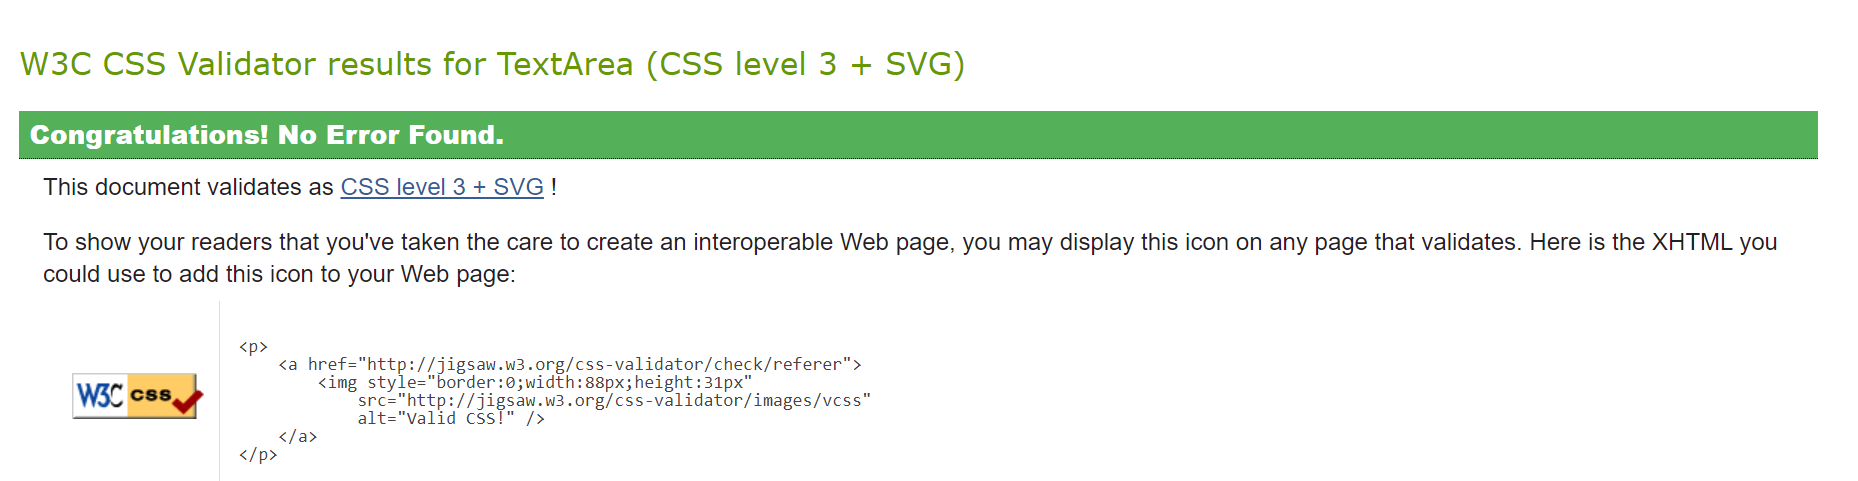 W3C CSS Validator results for TextArea (CSS level 3 + SVG)
Congratulations! No Error Found.
This document validates as CSS level 3 + SVG !
To show your readers that you've taken the care to create an interoperable Web page, you may display this icon on any page that validates. Here is the XHTML you
could use to add this icon to your Web page:
W3C css
<p>
    <a href="http://jigsaw.w3.org/css-validator/check/referer">
        <img style="border:0;width:88px;height:31px"
            src="http://jigsaw.w3.org/css-validator/images/vcss"
            alt="Valid CSS!" />
    </a>
</p>